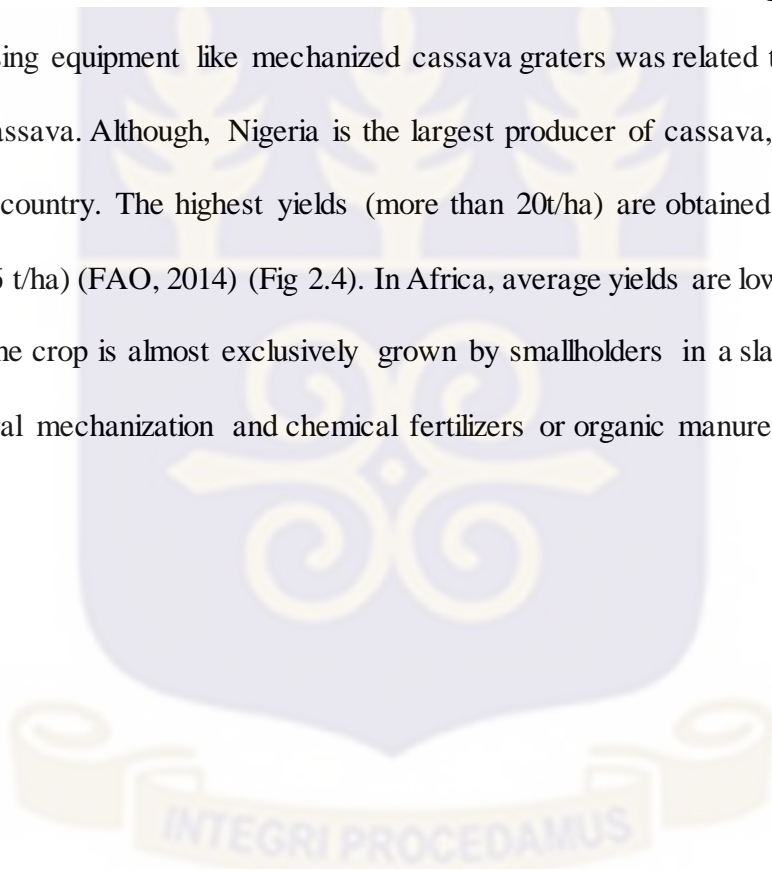 sing equipment like mechanized cassava graters was related t
assava. Although, Nigeria is the largest producer of cassava,
country. The highest yields (more than 20t/ha) are obtained
t/ha) (FAO, 2014) (Fig 2.4). In Africa, average yields are low
he crop is almost exclusively grown by smallholders in a sla
al mechanization and chemical fertilizers or organic manure
INTEGRI PROCEDAMUS